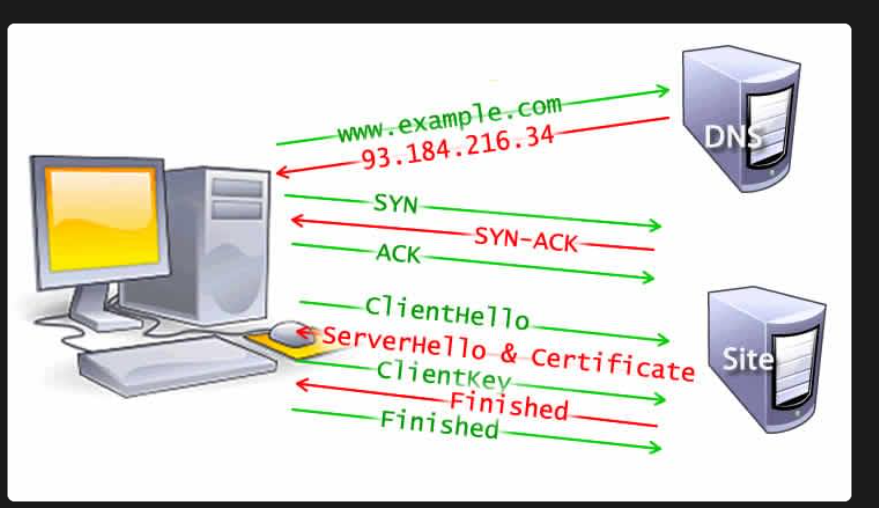 www.example.com
93.184.216.34
DNS
SYN
SYN-ACK
ACK
ClientHello
ServerHello & Certificate
Site
ClientKey
Finished
Finished